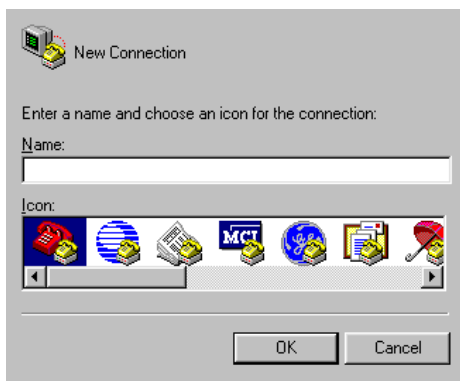 New Connection
Enter a name and choose an icon for the connection:
Name:
Icon:
MCI
OK
Cancel